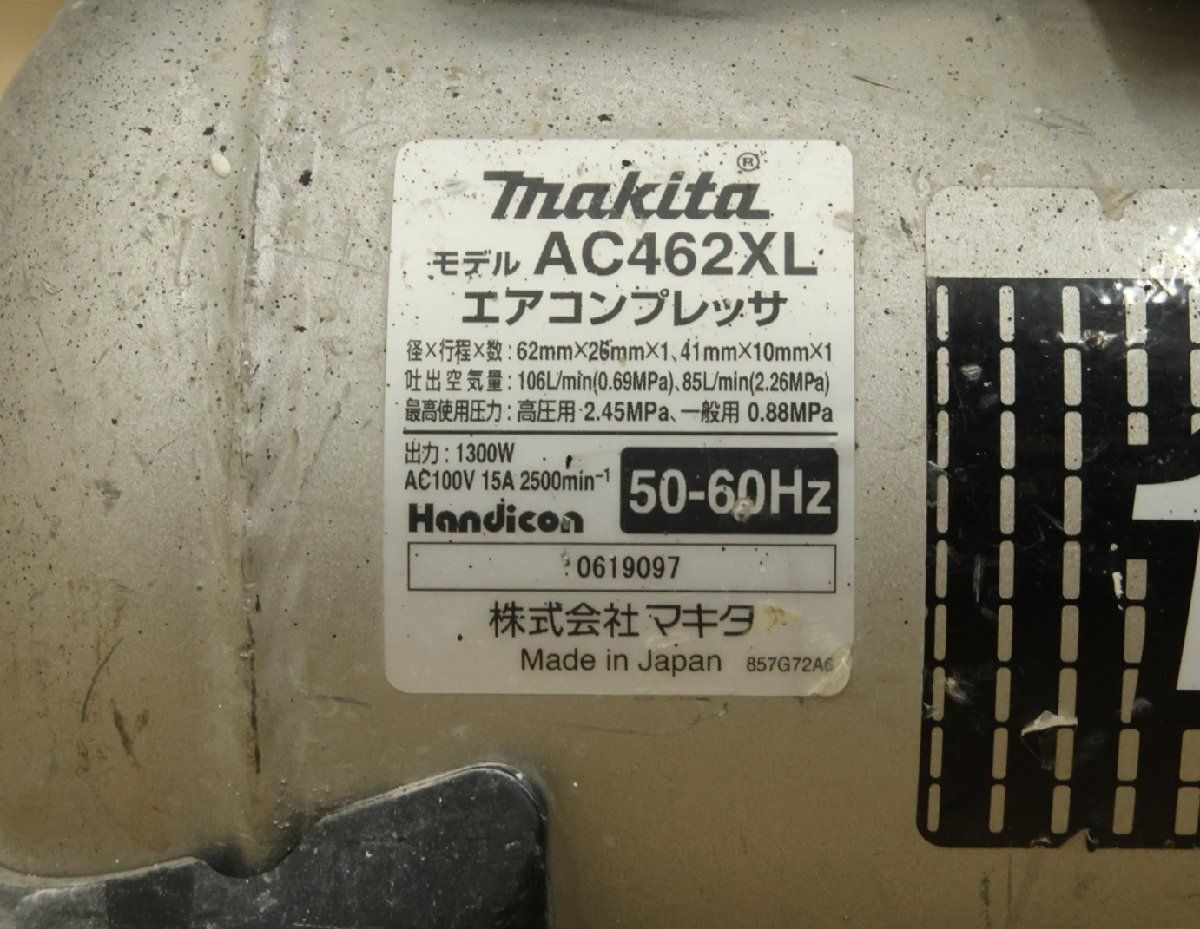 makita®
モデル AC462XL
エアコンプレッサ
径×行程×数：62mm×26mm×1、41mm×10mm×1
吐出空気量：106L/min(0.69MPa)、85L/min(2.26MPa)
最高使用圧力：高圧用 2.45MPa、一般用 0.88MPa
出力：1300W
AC100V 15A 2500min⁻¹
50-60Hz
Handicon
0619097
株式会社 マキタ
Made in Japan 857G72A6